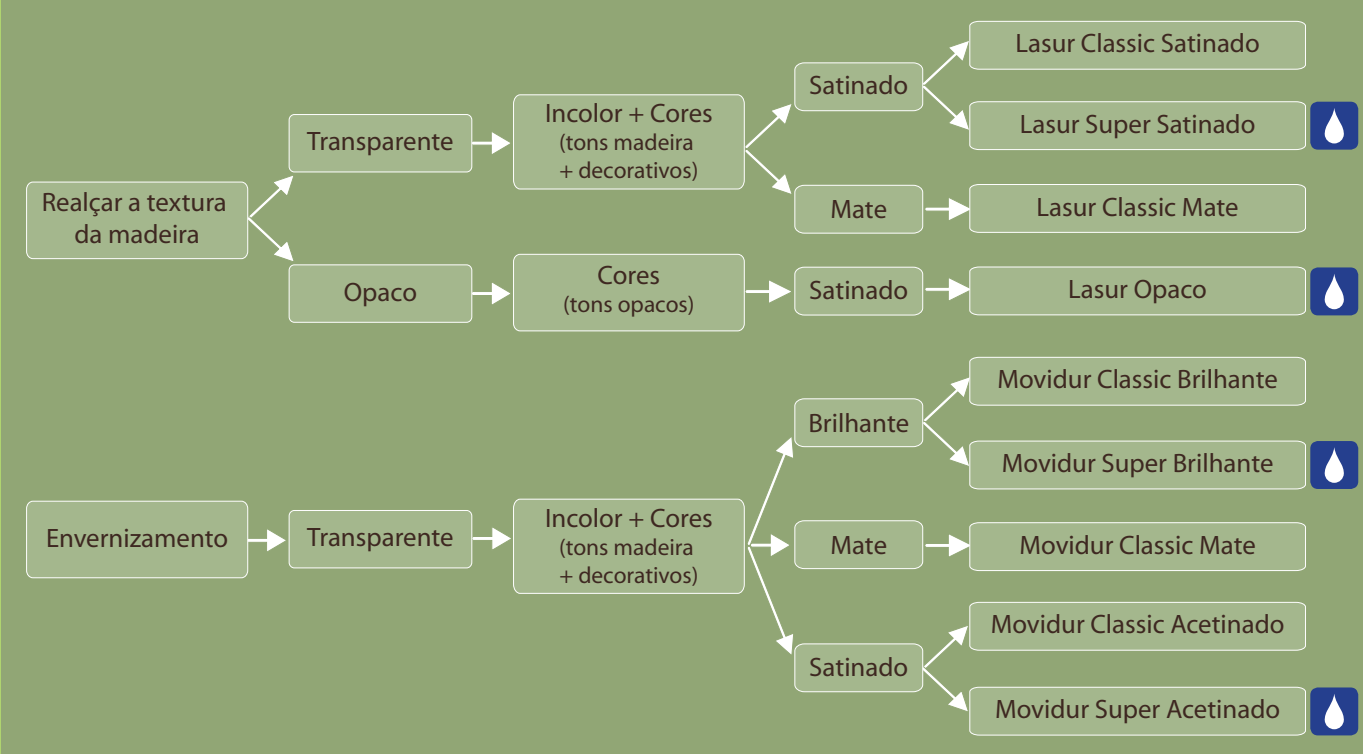 Realçar a textura
da madeira
Transparente
Incolor + Cores
(tons madeira
+ decorativos)
Satinado
Lasur Classic Satinado
Lasur Super Satinado
Mate
Lasur Classic Mate
Opaco
Cores
(tons opacos)
Satinado
Lasur Opaco
Envernizamento
Transparente
Incolor + Cores
(tons madeira
+ decorativos)
Brilhante
Movidur Classic Brilhante
Movidur Super Brilhante
Mate
Movidur Classic Mate
Satinado
Movidur Classic Acetinado
Movidur Super Acetinado